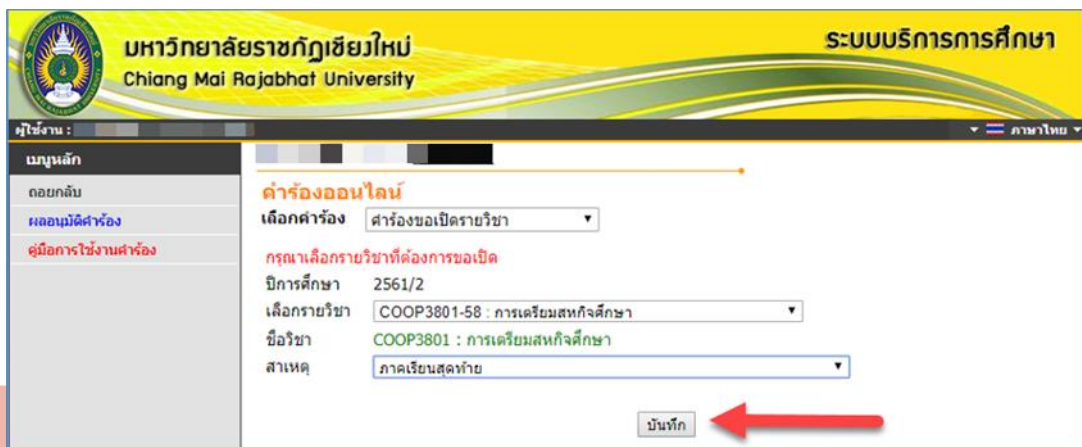 มหาวิทยาลัยราชภัฏเชียงใหม่
Chiang Mai Rajabhat University
ระบบบริการการศึกษา
ผู้ใช้งาน :
ภาษาไทย
เมนูหลัก
ถอยกลับ
ผลอนุมัติคำร้อง
คู่มือการใช้งานคำร้อง
คำร้องออนไลน์
เลือกคำร้อง คำร้องขอเปิดรายวิชา
กรุณาเลือกรายวิชาที่ต้องการขอเปิด
ปีการศึกษา 2561/2
เลือกรายวิชา COOP3801-58 : การเตรียมสหกิจศึกษา
ชื่อวิชา COOP3801 : การเตรียมสหกิจศึกษา
สาเหตุ ภาคเรียนสุดท้าย
บันทึก